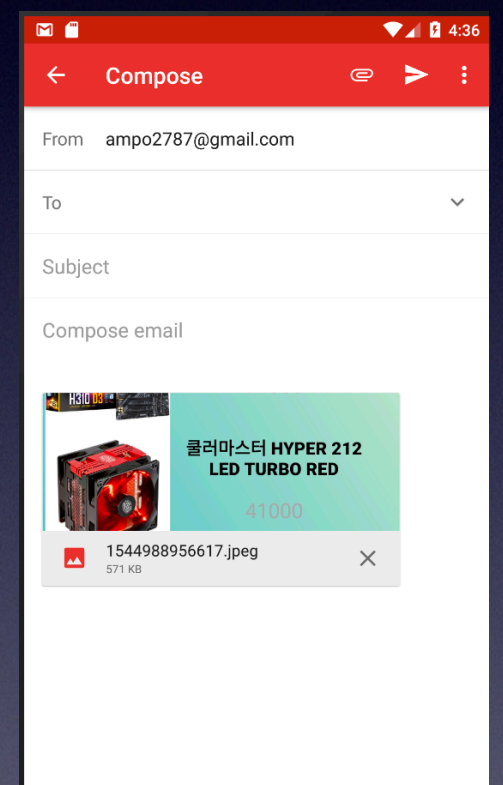 4:36
Compose
From ampo2787@gmail.com
To
Subject
Compose email
H310 D3
쿨러마스터 HYPER 212
LED TURBO RED
41000
1544988956617.jpeg
571 KB